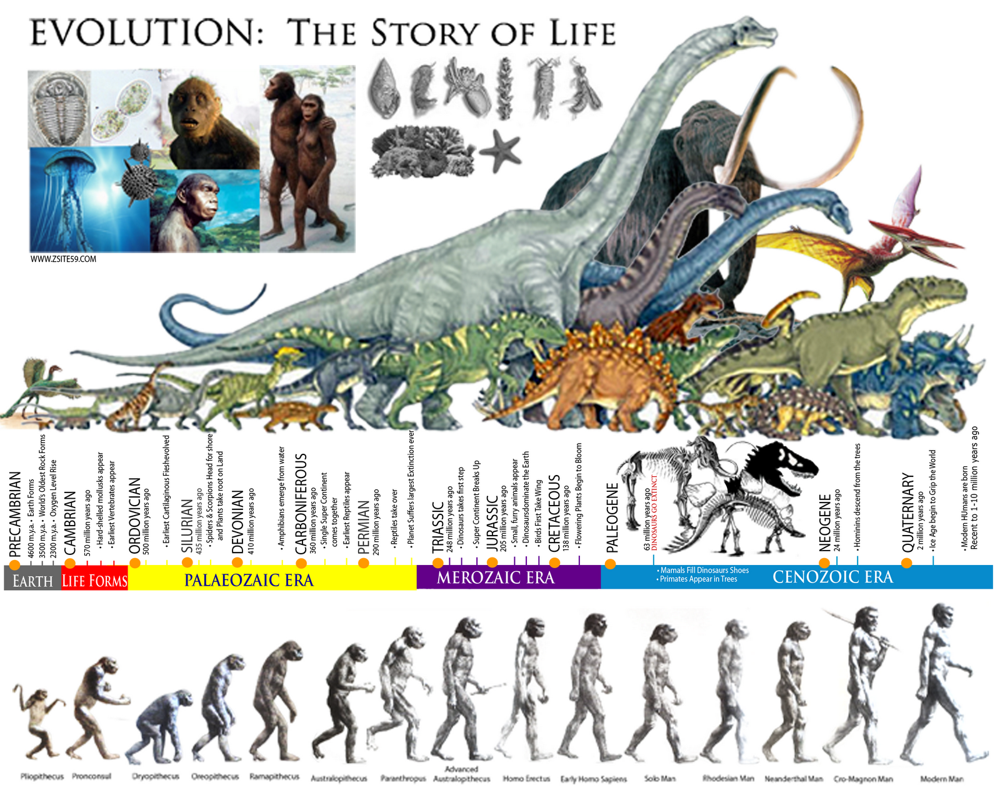 EVOLUTION: THE STORY OF LIFE
WWW.ZSITE59.COM
PRECAMBRIAN
4600 m.y.a. • Earth Forms
3500 m.y.a. • World's Oldest Rock Forms
2300 m.y.a. • Oxygen Level Rise
CAMBRIAN
570 million years ago
• Hard-shelled mollusks appear
• Earliest Vertebrates appear
ORDOVICIAN
500 million years ago
• Earliest Cartilaginous Fieshevolved
SILURIAN
435 million years ago
• Spiders & Scorpions Head for shore
and Plants take root on Land
DEVONIAN
410 million years ago
• Amphibians emerge from water
CARBONIFEROUS
360 million years ago
• Single Super Continent
comes together
• Earliest Reptiles appear
PERMIAN
290 million years ago
• Reptiles take over
• Planet Suffers largest Extinction ever
TRIASSIC
248 million years ago
• Dinosaurs takes first step
• Super Continent Breaks Up
JURASSIC
205 million years ago
• Small, furry animals appear
• Dinosaursdominate the Earth
• Birds First Take Wing
CRETACEOUS
138 million years ago
• Flowering Plants Begin to Bloom
PALEOGENE
63 million years ago
DINOSAURS GO EXTINCT
NEOGENE
24 million years ago
• Hominins descend from the trees
QUATERNARY
2 million years ago
• Ice Age begin to Grip the World
• Modern HUmans are born
Recent to 1-10 million years ago
EARTH
LIFE FORMS
PALAEOZAIC ERA
MEROZAIC ERA
• Mamals Fill Dinosaurs Shoes
• Primates Appear in Trees
CENOZOIC ERA
Pliopithecus
Pronconsul
Dryopithecus
Oreopithecus
Ramapithecus
Australopithecus
Paranthropus
Advanced
Australopithecus
Homo Erectus
Early Homo Sapiens
Solo Man
Rhodesian Man
Neanderthal Man
Cro-Magnon Man
Modern Man